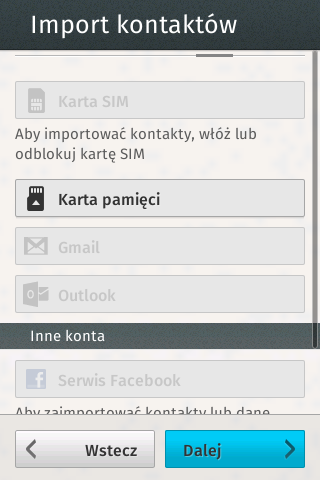 Import kontaktów
Karta SIM
Aby importować kontakty, włóż lub
odblokuj kartę SIM
Karta pamięci
Gmail
Outlook
Inne konta
Serwis Facebook
Aby zaimportować kontakty lub dane
Wstecz
Dalej